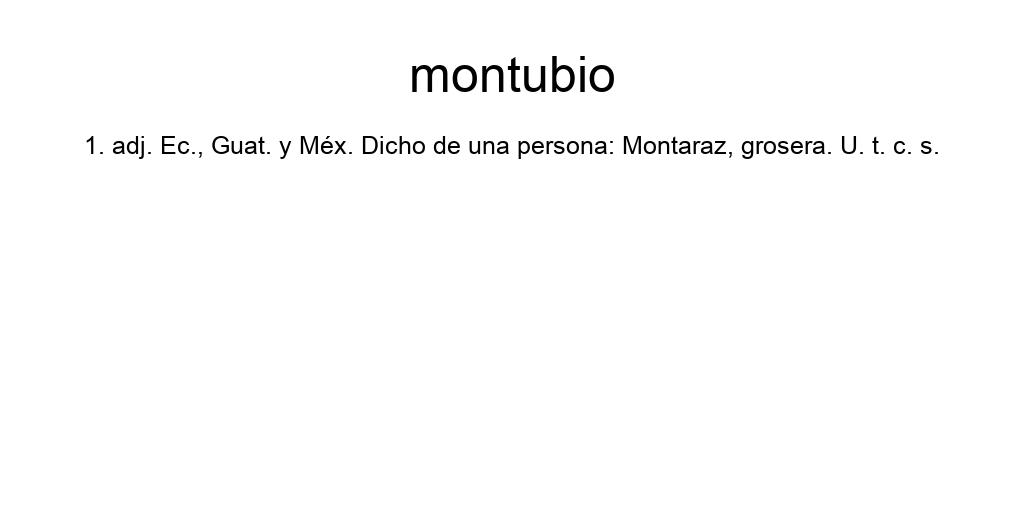 montubio
1. adj. Ec., Guat. y Méx. Dicho de una persona: Montaraz, grosera. U. t. c. s.